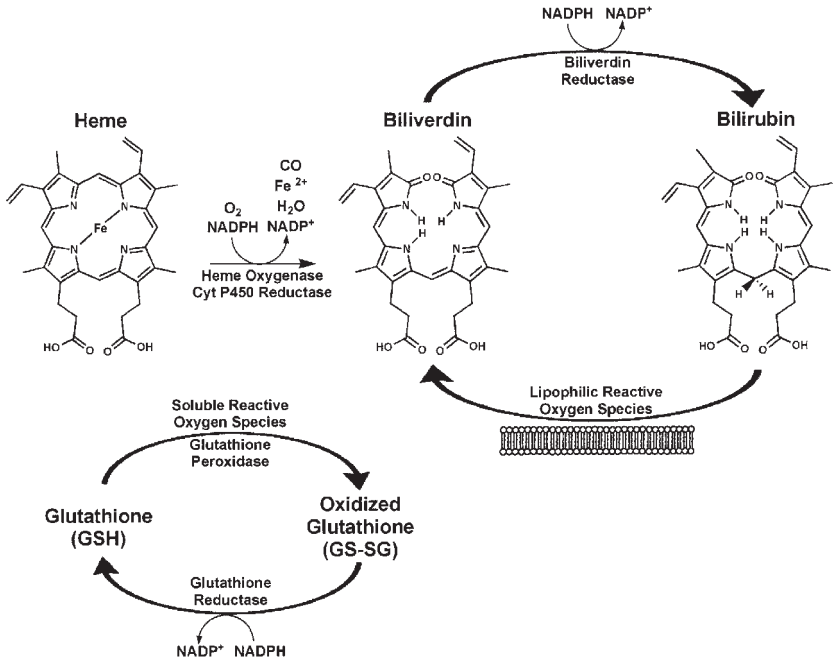 NADPH NADP+
Biliverdin
Reductase
Heme
Biliverdin
Bilirubin
CO
Fe 2+
H2O
O2
NADPH NADP+
Heme Oxygenase
Cyt P450 Reductase
N
N
Fe
N
N
HO
O
O
OH
O O
N
N
H
H
H
N
N
HO
O
O
OH
O O
N
N
H
H
H
H
N
N
H
H
HO
O
O
OH
Lipophilic Reactive
Oxygen Species
Soluble Reactive
Oxygen Species
Glutathione
Peroxidase
Glutathione
(GSH)
Oxidized
Glutathione
(GS-SG)
Glutathione
Reductase
NADP+ NADPH